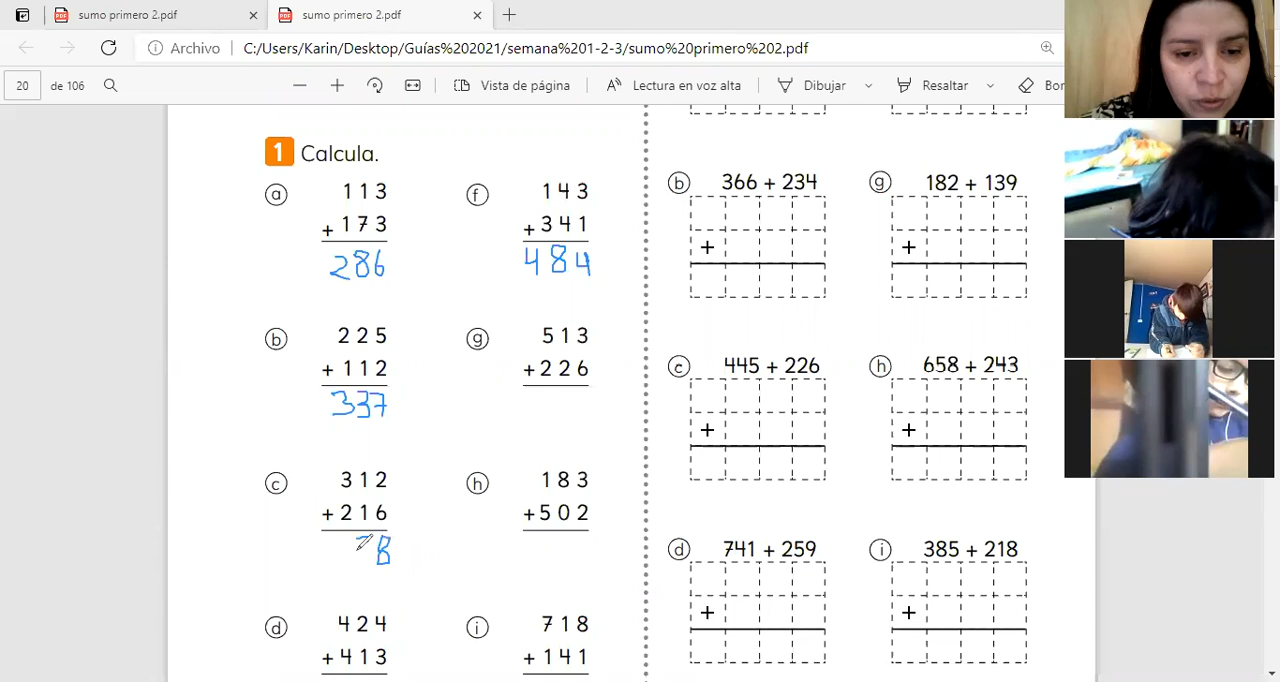 sumo primero 2.pdf
sumo primero 2.pdf
Archivo C:/Users/Karin/Desktop/Guías%202021/semana%201-2-3/sumo%20primero%202.pdf
20 de 106 Vista de página Lectura en voz alta Dibujar Resaltar Bor
1 Calcula.
a 113
+ 173
286
f 143
+ 341
484
b 225
+ 112
337
g 513
+ 226
c 312
+ 216
8
h 183
+ 502
d 424
+ 413
i 718
+ 141
b 366 + 234
+
g 182 + 139
+
c 445 + 226
+
h 658 + 243
+
d 741 + 259
+
i 385 + 218
+